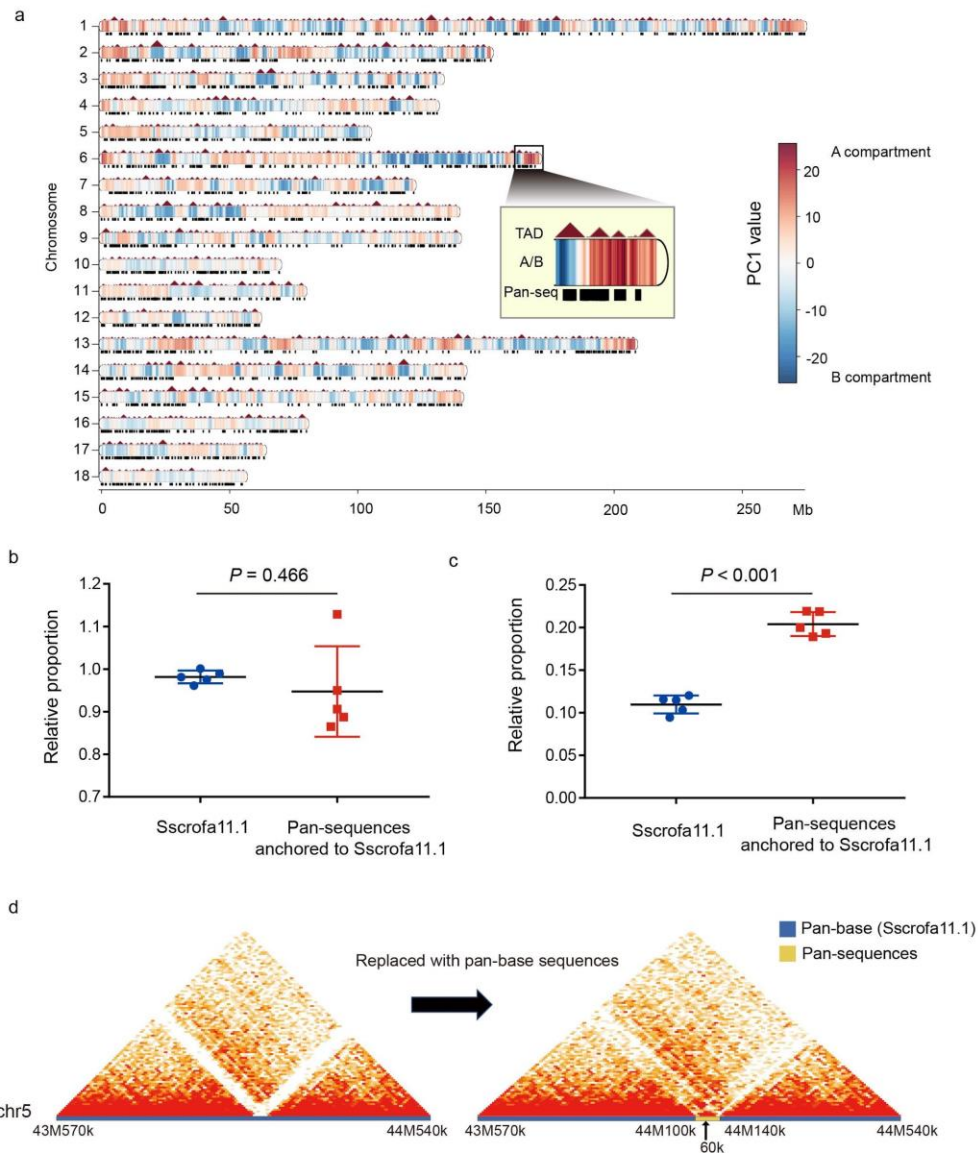 a
Chromosome
1
2
3
4
5
6
7
8
9
10
11
12
13
14
15
16
17
18
0
50
100
150
200
250
Mb
TAD
A/B
Pan-seq
PC1 value
20
10
0
-10
-20
A compartment
B compartment
b
P = 0.466
Relative proportion
1.2
1.1
1.0
0.9
0.8
0.7
Sscrofa11.1
Pan-sequences
anchored to Sscrofa11.1
c
P < 0.001
Relative proportion
0.25
0.20
0.15
0.10
0.05
0.00
Sscrofa11.1
Pan-sequences
anchored to Sscrofa11.1
d
Replaced with pan-base sequences
Pan-base (Sscrofa11.1)
Pan-sequences
chr5
43M570k
44M540k
43M570k
44M100k
44M140k
44M540k
60k